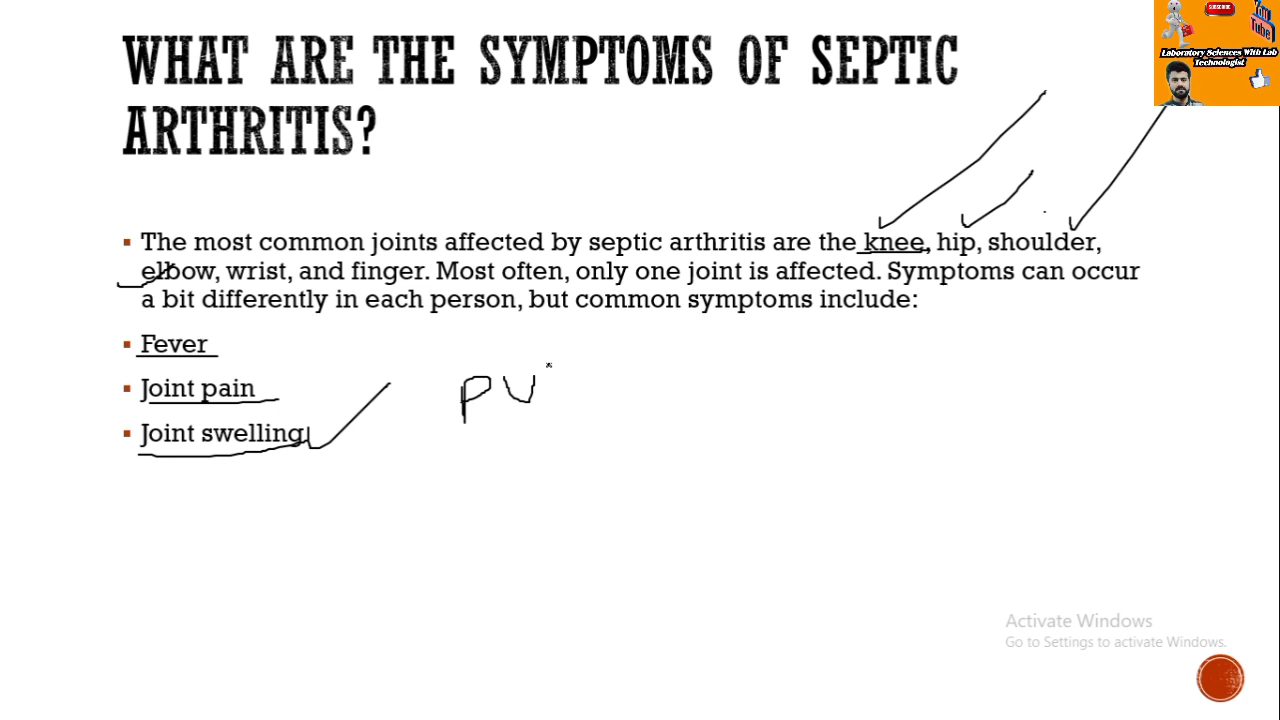 WHAT ARE THE SYMPTOMS OF SEPTIC
ARTHRITIS?
SUBSCRIBE
Laboratory Sciences With Lab
Technologist
The most common joints affected by septic arthritis are the knee, hip, shoulder,
elbow, wrist, and finger. Most often, only one joint is affected. Symptoms can occur
a bit differently in each person, but common symptoms include:
Fever
Joint pain
PU
Joint swelling
Activate Windows
Go to Settings to activate Windows.